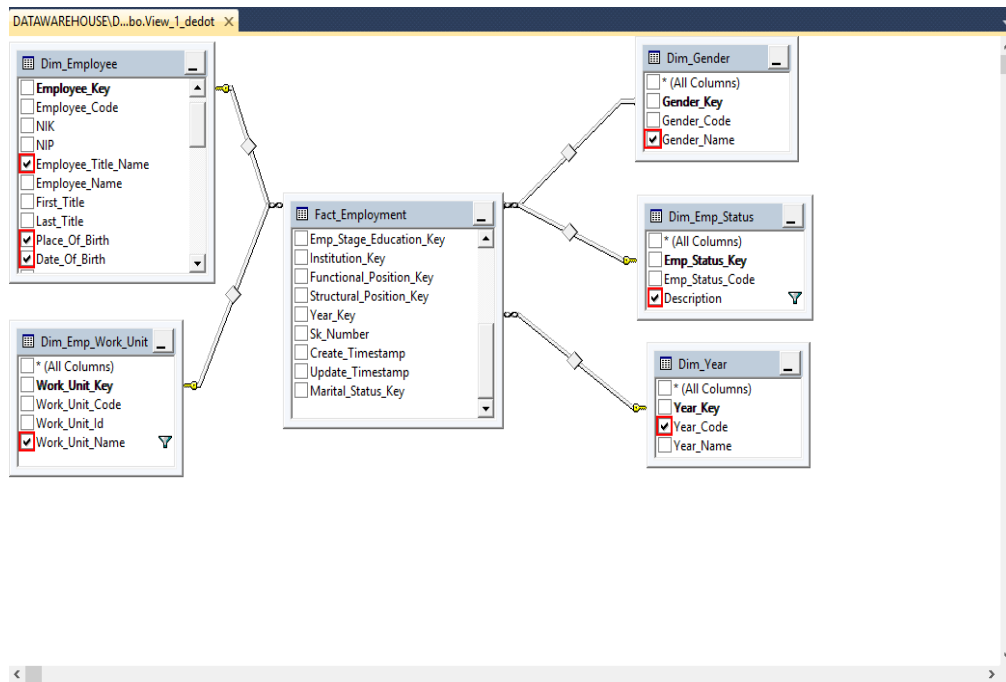 DATAWAREHOUSE\D...bo.View_1_dedot
Dim_Employee
Employee_Key
Employee_Code
NIK
NIP
Employee_Title_Name
Employee_Name
First_Title
Last_Title
Place_Of_Birth
Date_Of_Birth
Dim_Emp_Work_Unit
* (All Columns)
Work_Unit_Key
Work_Unit_Code
Work_Unit_Id
Work_Unit_Name
Fact_Employment
Emp_Stage_Education_Key
Institution_Key
Functional_Position_Key
Structural_Position_Key
Year_Key
Sk_Number
Create_Timestamp
Update_Timestamp
Marital_Status_Key
Dim_Gender
* (All Columns)
Gender_Key
Gender_Code
Gender_Name
Dim_Emp_Status
* (All Columns)
Emp_Status_Key
Emp_Status_Code
Description
Dim_Year
* (All Columns)
Year_Key
Year_Code
Year_Name